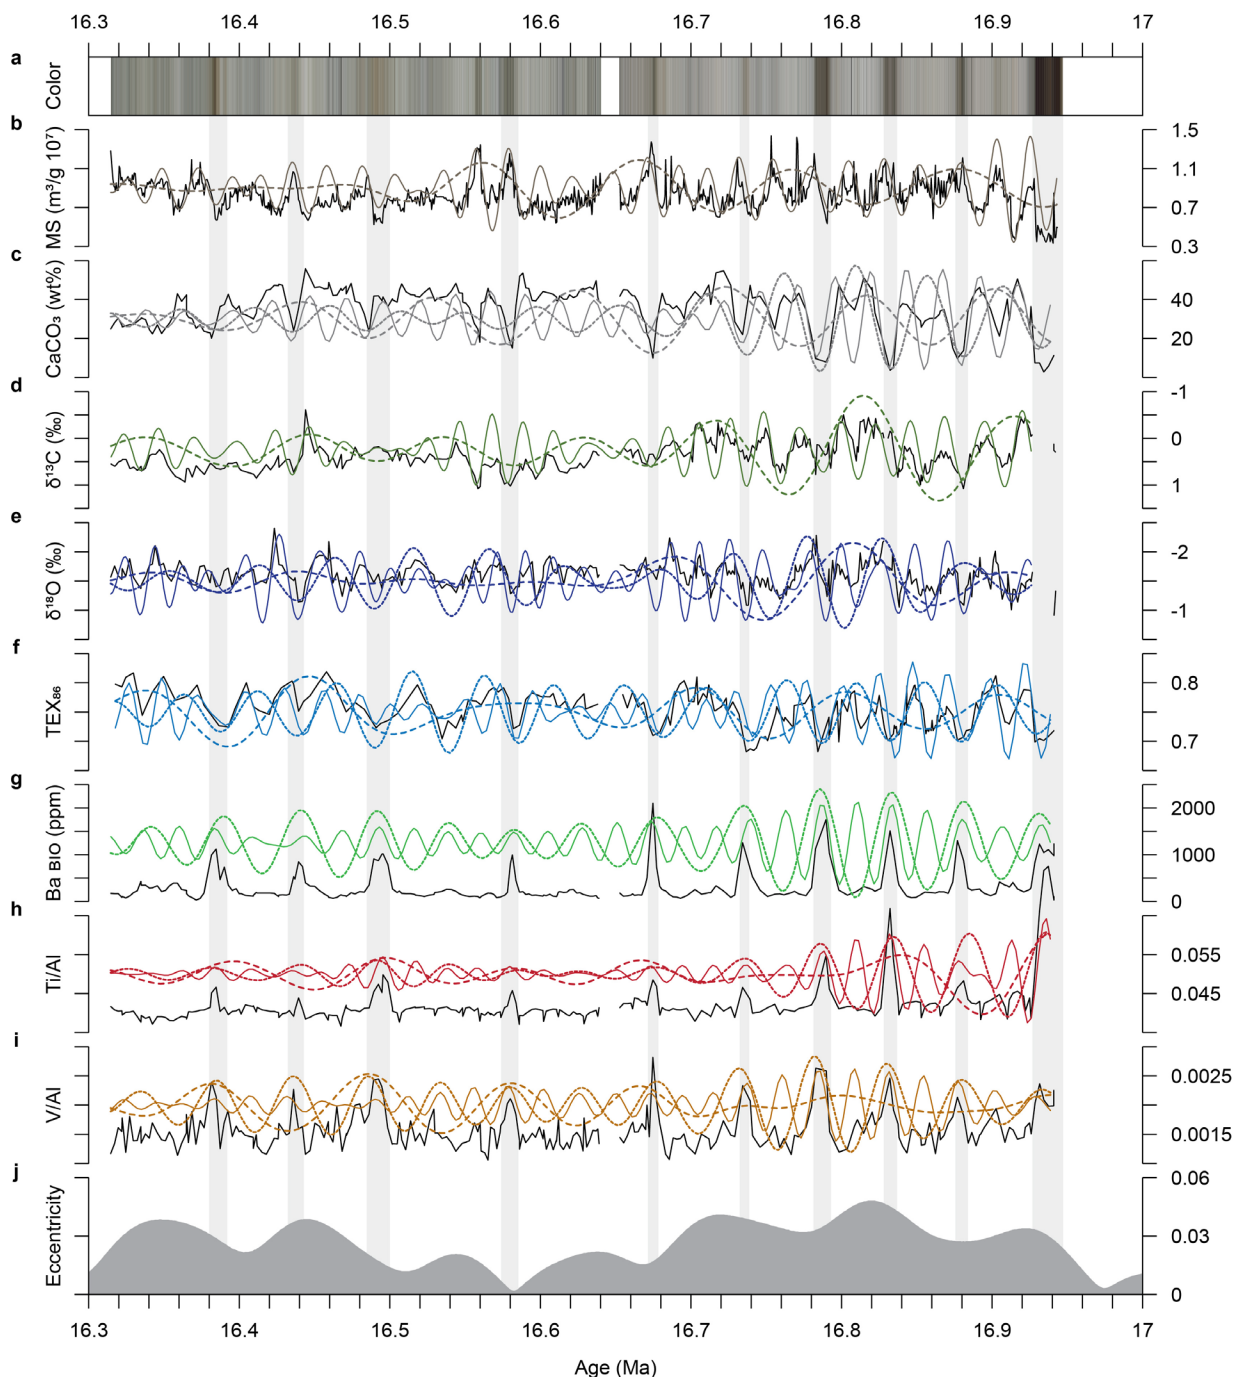 16.3 16.4 16.5 16.6 16.7 16.8 16.9 17
a
Color
b
MS (m³/g 10⁷)
1.5
1.1
0.7
0.3
c
CaCO₃ (wt%)
40
20
d
δ¹³C (‰)
-1
0
1
e
δ¹⁸O (‰)
-2
-1
f
TEX₈₆
0.8
0.7
g
Ba BIO (ppm)
2000
1000
0
h
Ti/Al
0.055
0.045
i
V/Al
0.0025
0.0015
j
Eccentricity
0.06
0.03
0
16.3 16.4 16.5 16.6 16.7 16.8 16.9 17
Age (Ma)